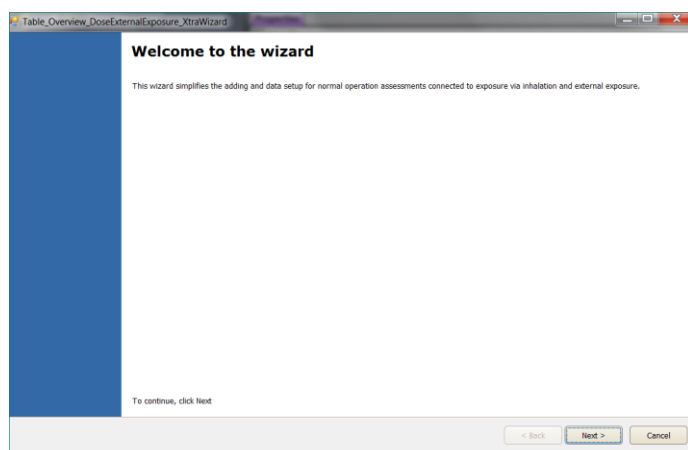 Table_Overview_DoseExternalExposure_XtraWizard
Welcome to the wizard
This wizard simplifies the adding and data setup for normal operation assessments connected to exposure via inhalation and external exposure.
To continue, click Next
< Back Next > Cancel